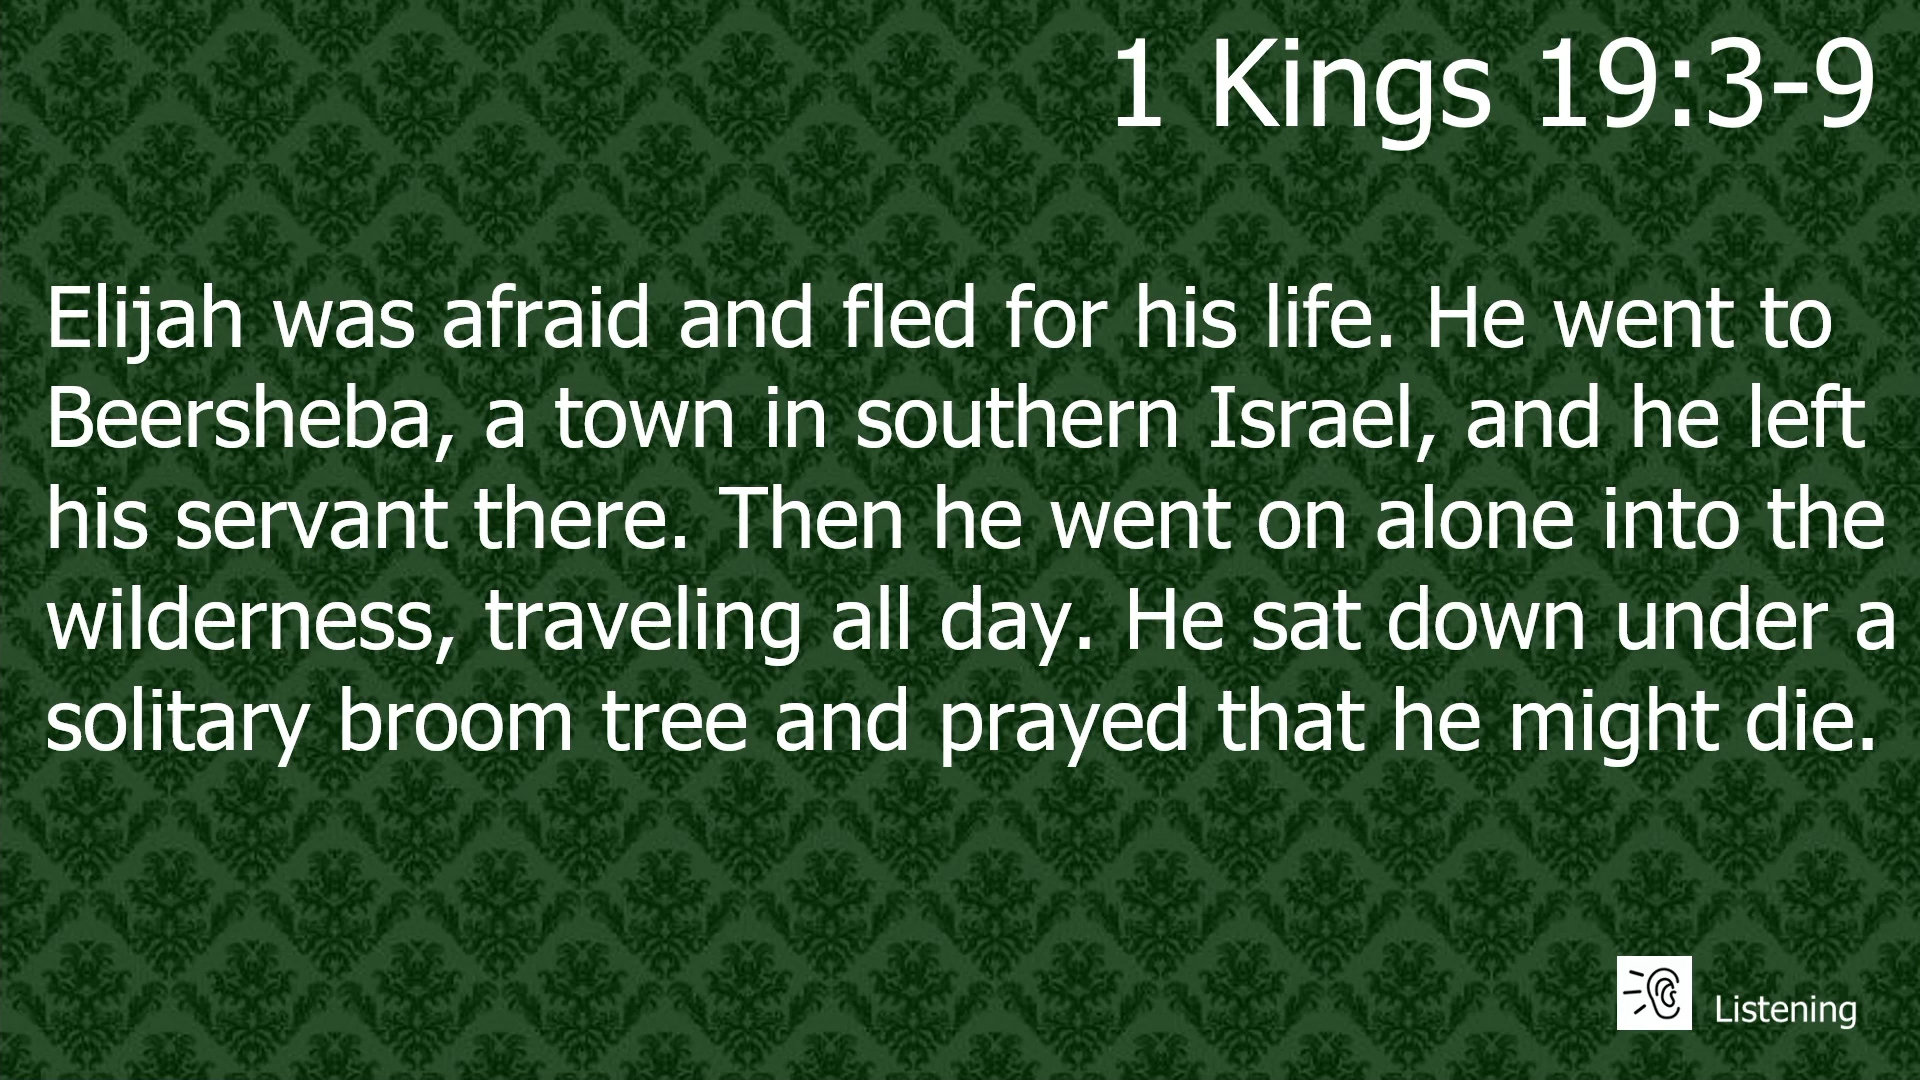 1 Kings 19:3-9
Elijah was afraid and fled for his life. He went to
Beersheba, a town in southern Israel, and he left
his servant there. Then he went on alone into the
wilderness, traveling all day. He sat down under a
solitary broom tree and prayed that he might die.
Listening